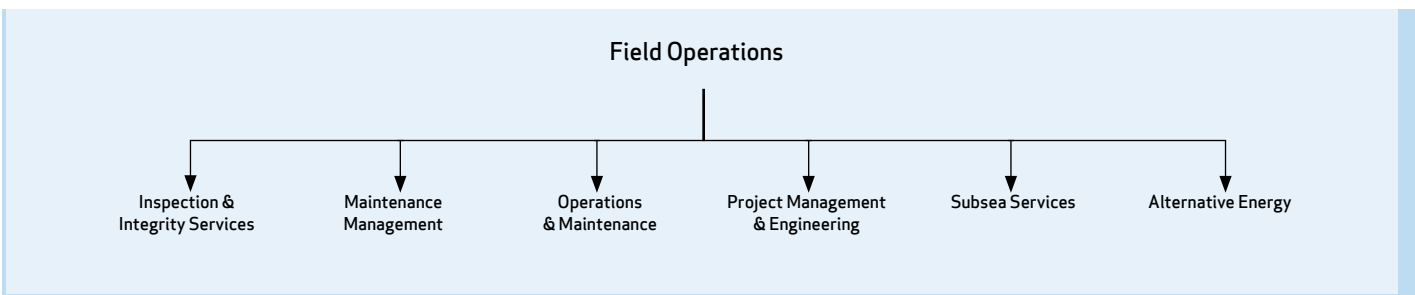 Field Operations
Inspection &
Integrity Services
Maintenance
Management
Operations
& Maintenance
Project Management
& Engineering
Subsea Services
Alternative Energy